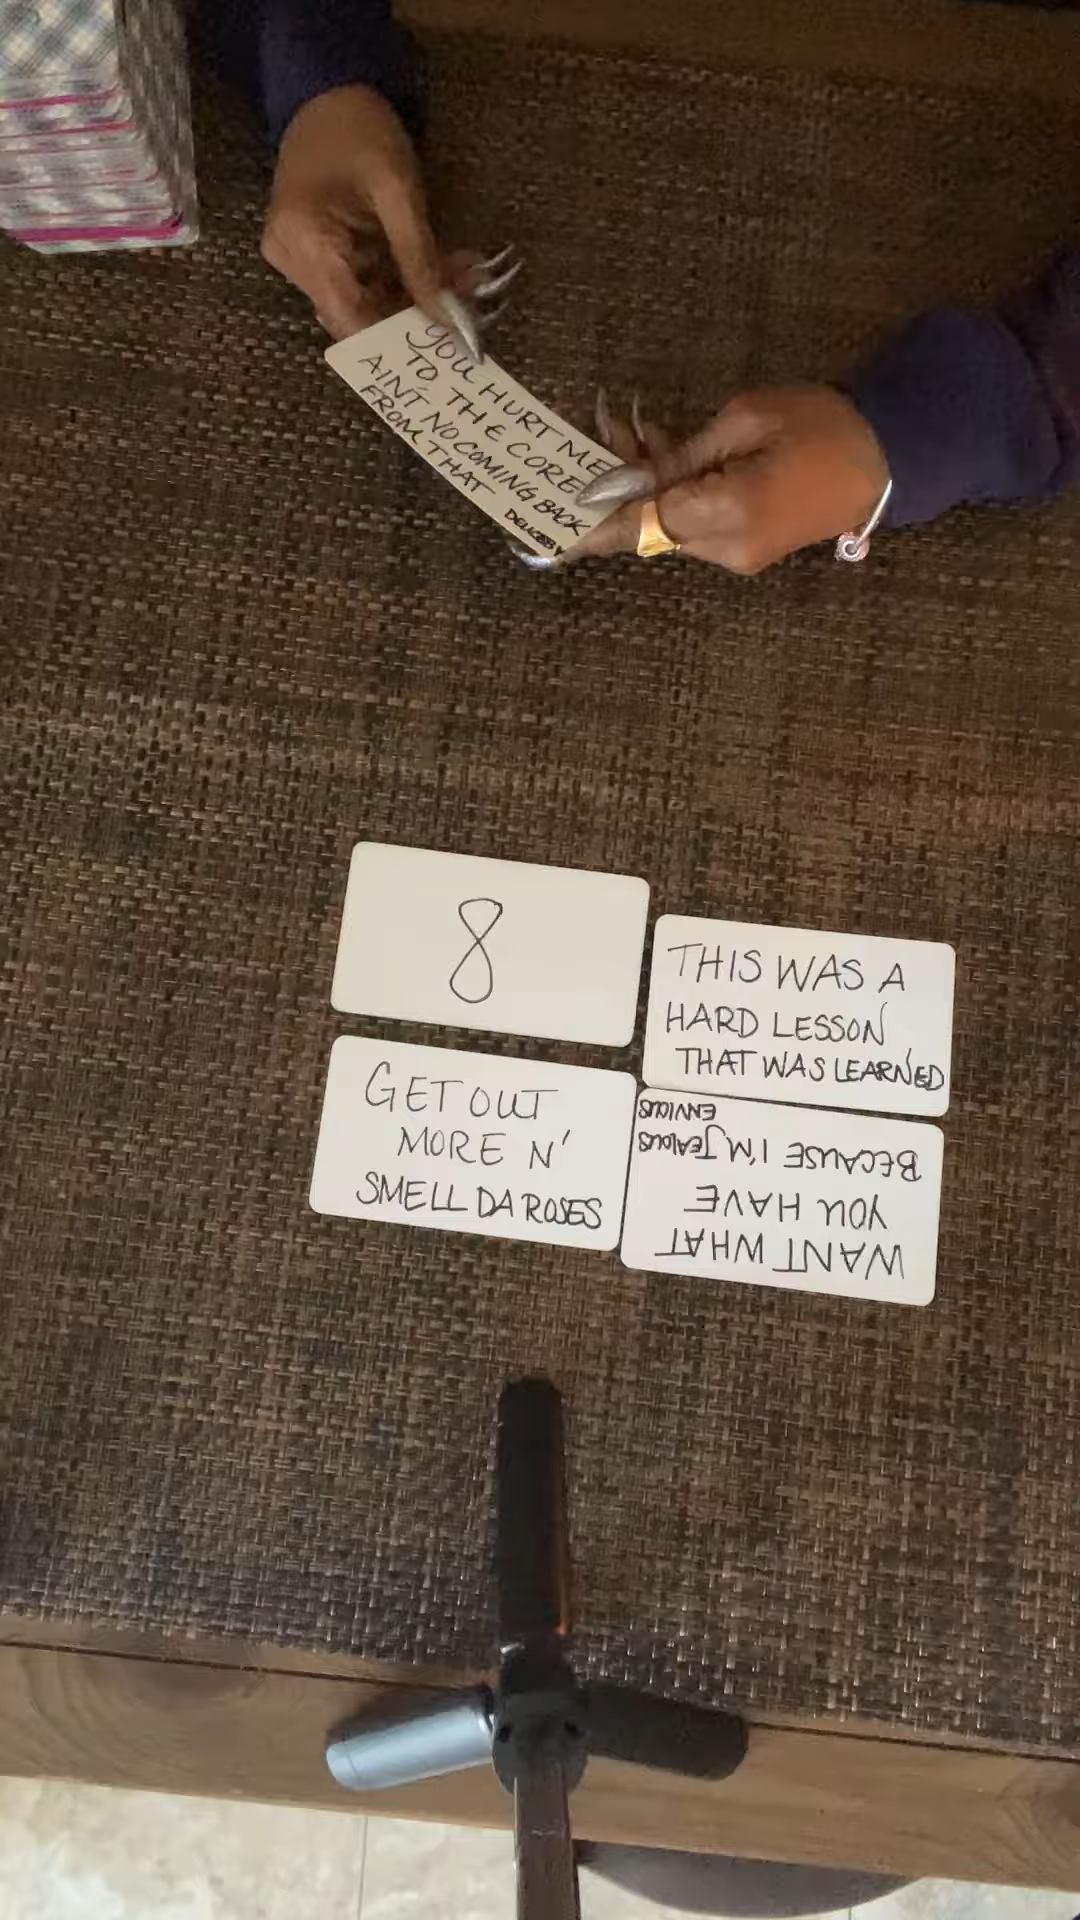 YOU HURT ME
TO THE CORE
AIN'T NO COMING BACK
FROM THAT
8
THIS WAS A
HARD LESSON
THAT WAS LEARNED
GET OUT
MORE N'
SMELL DA ROSES
WANT WHAT
YOU HAVE
BECAUSE I'M JEALOUS
ENVIOUS